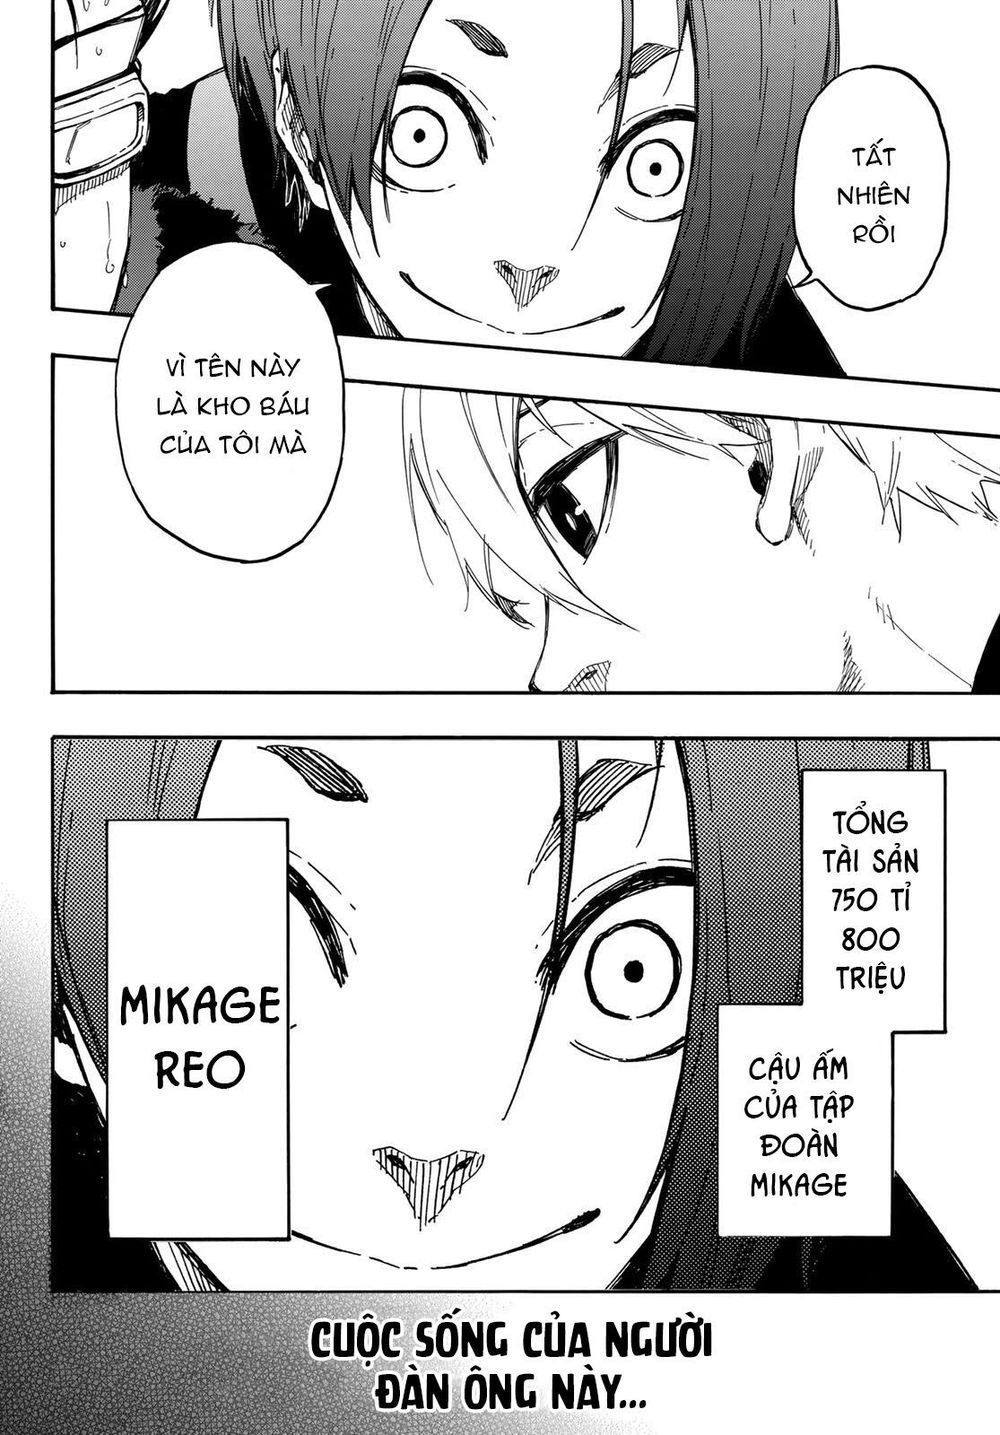 TẤT
NHIÊN
RỒI
VÌ TÊN NÀY
LÀ KHO BÁU
CỦA TÔI MÀ
TỔNG
TÀI SẢN
750 TỈ
800
TRIỆU
CẬU ẤM
CỦA TẬP
ĐOÀN
MIKAGE
MIKAGE
REO
CUỘC SỐNG CỦA NGƯỜI
ĐÀN ÔNG NÀY...